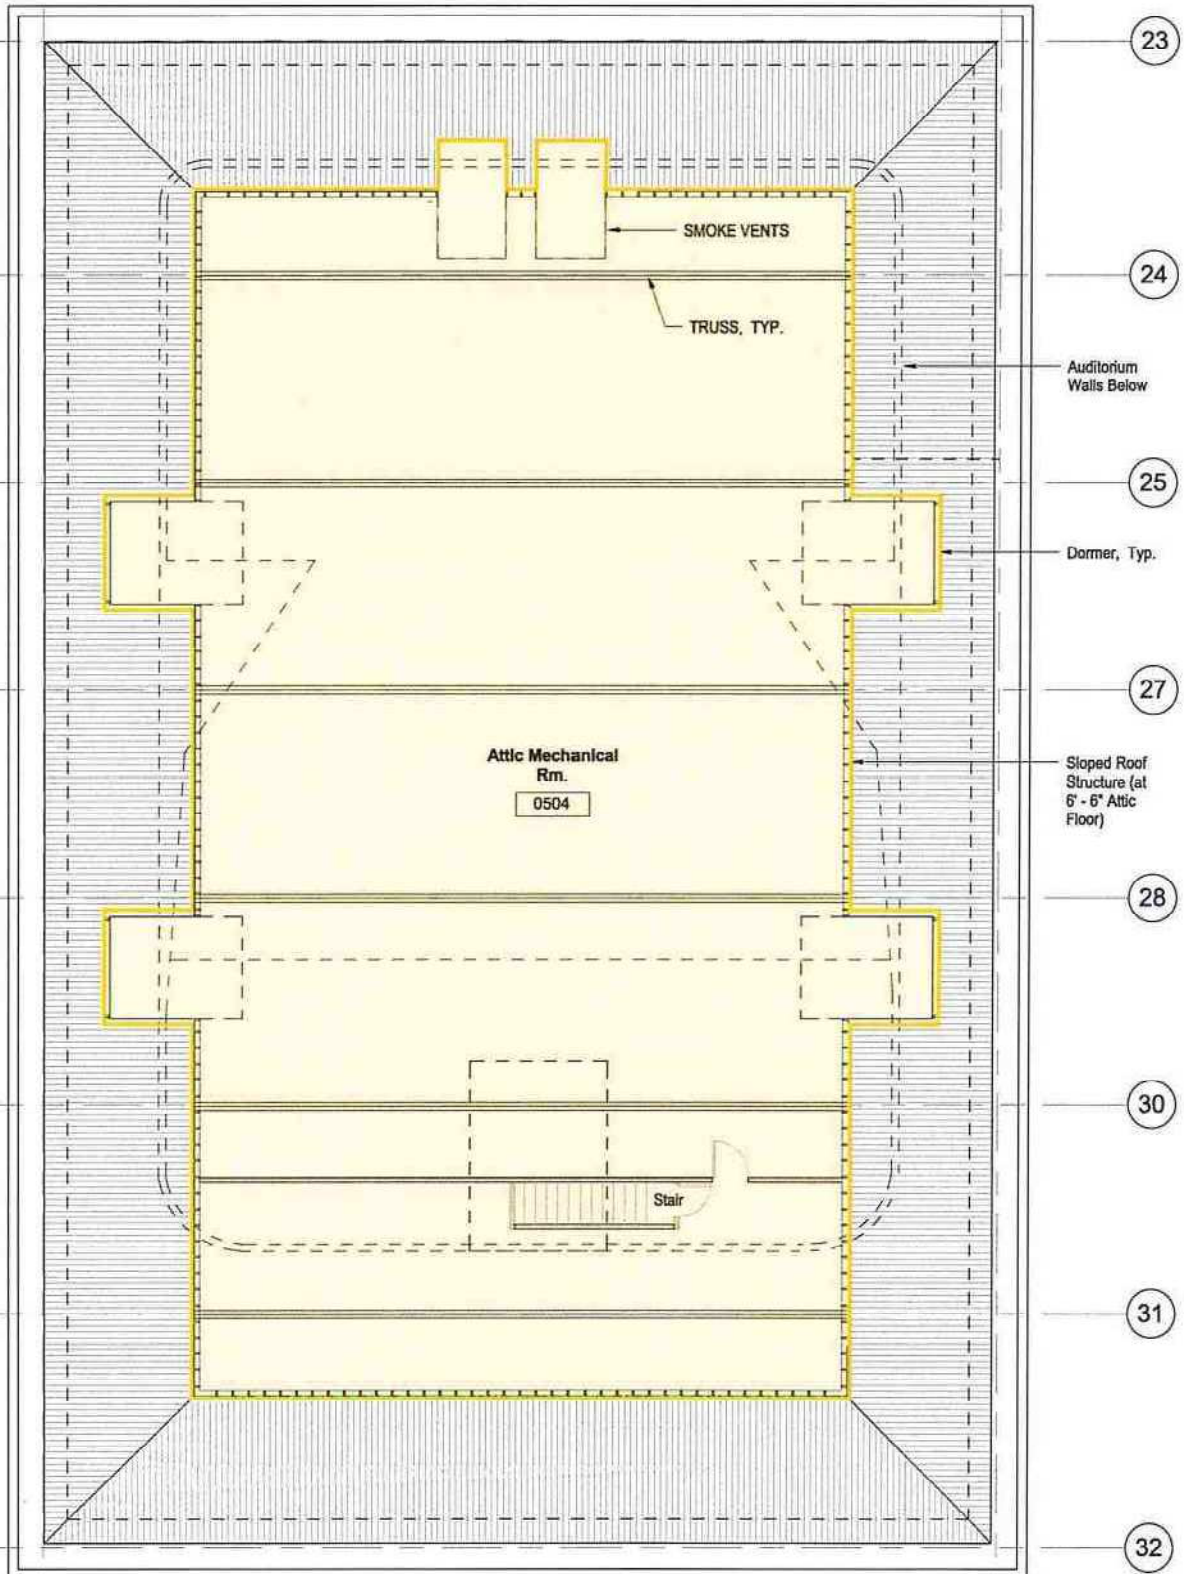 23
SMOKE VENTS
24
TRUSS, TYP.
Auditorium
Walls Below
25
Dormer, Typ.
27
Attic Mechanical
Rm.
0504
Sloped Roof
Structure (at
6' - 6" Attic
Floor)
28
30
Stair
31
32